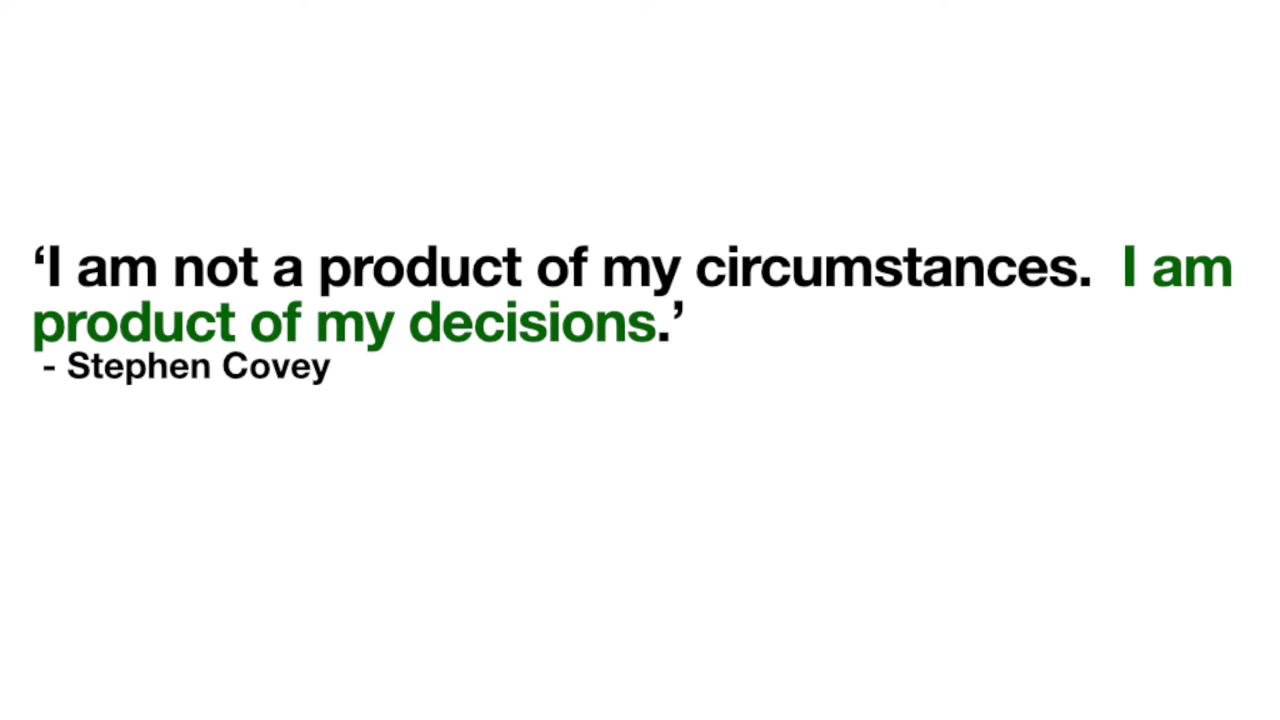 ‘I am not a product of my circumstances.  I am
product of my decisions.’
- Stephen Covey